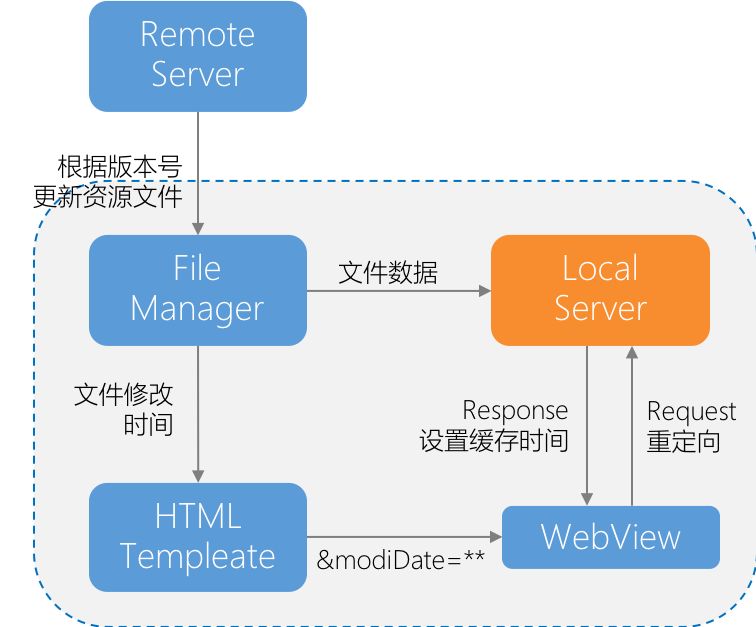 Remote
Server
根据版本号
更新资源文件
File
Manager
文件数据
Local
Server
文件修改
时间
Response
设置缓存时间
Request
重定向
HTML
Templeate
&modiDate=**
WebView